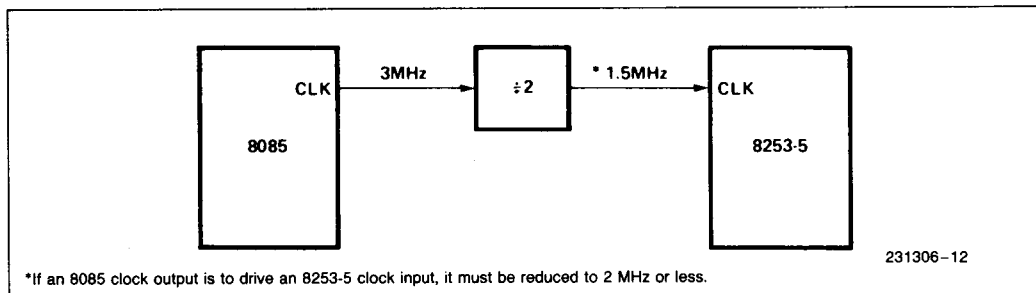 3MHz
* 1.5MHz
CLK
÷2
CLK
8085
8253-5
231306-12
*If an 8085 clock output is to drive an 8253-5 clock input, it must be reduced to 2 MHz or less.